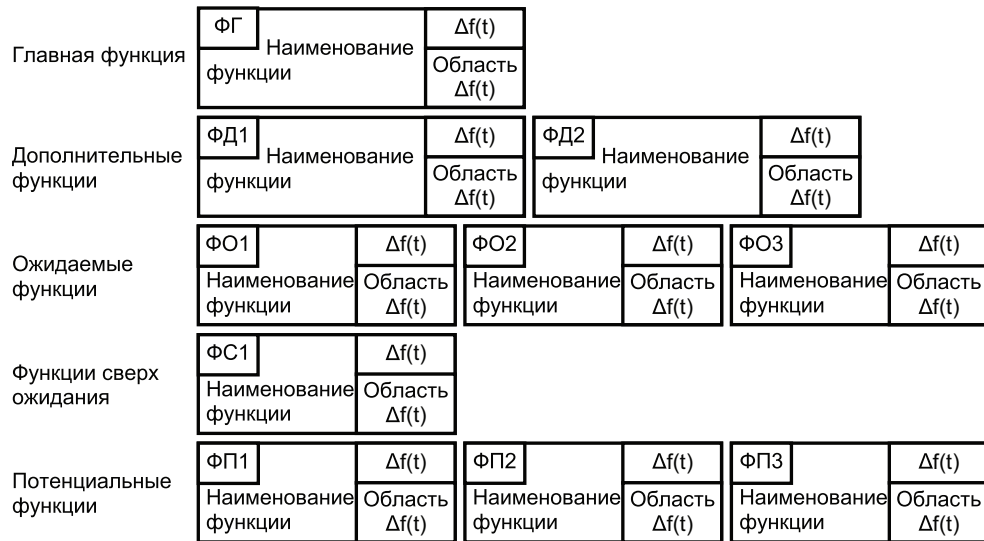 Главная функция
ФГ
Наименование
функции
Δf(t)
Область
Δf(t)
Дополнительные
функции
ФД1
Наименование
функции
Δf(t)
Область
Δf(t)
ФД2
Наименование
функции
Δf(t)
Область
Δf(t)
Ожидаемые
функции
ФО1
Наименование
функции
Δf(t)
Область
Δf(t)
ФО2
Наименование
функции
Δf(t)
Область
Δf(t)
ФО3
Наименование
функции
Δf(t)
Область
Δf(t)
Функции сверх
ожидания
ФС1
Наименование
функции
Δf(t)
Область
Δf(t)
Потенциальные
функции
ФП1
Наименование
функции
Δf(t)
Область
Δf(t)
ФП2
Наименование
функции
Δf(t)
Область
Δf(t)
ФП3
Наименование
функции
Δf(t)
Область
Δf(t)